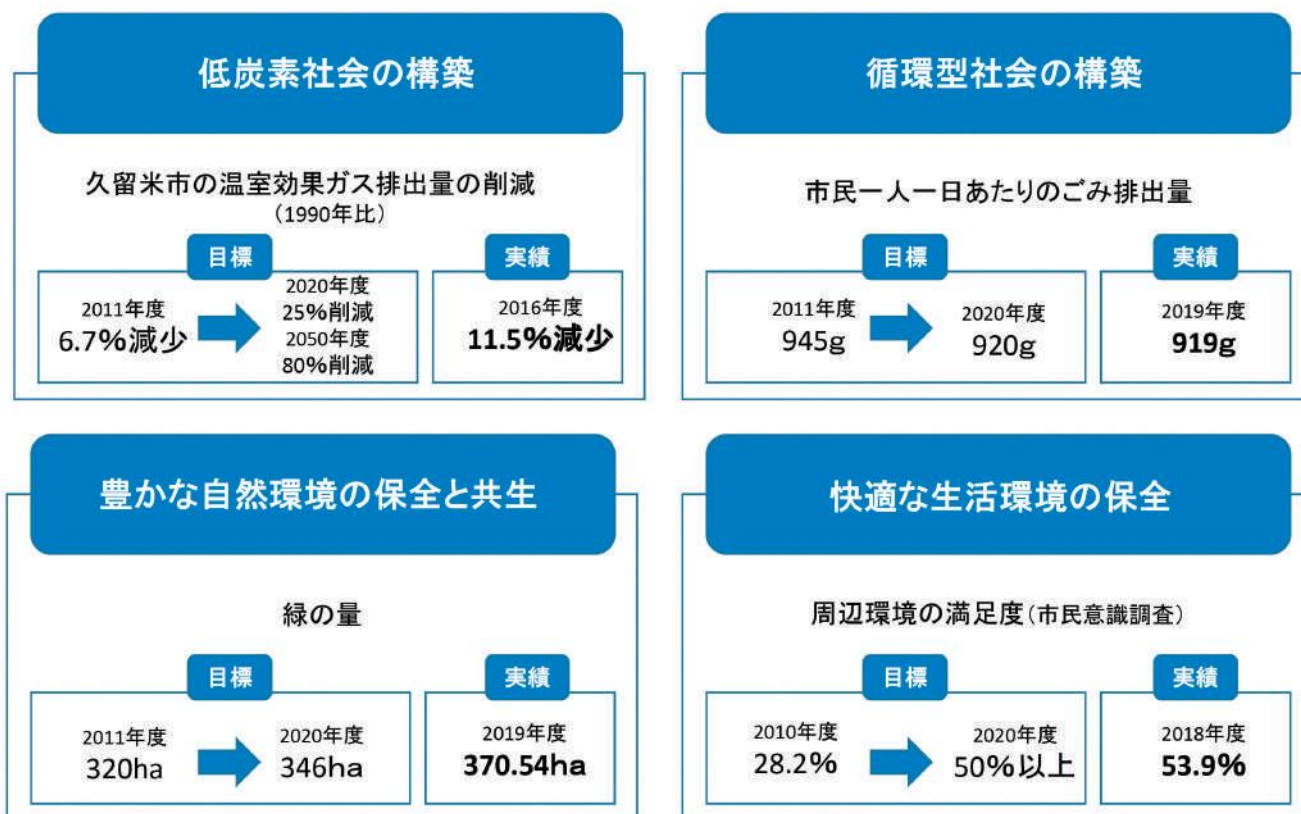 低炭素社会の構築
久留米市の温室効果ガス排出量の削減
（1990年比）
目標
2011年度
6.7％減少
2020年度
25％削減
2050年度
80％削減
実績
2016年度
11.5％減少
循環型社会の構築
市民一人一日あたりのごみ排出量
目標
2011年度
945g
2020年度
920g
実績
2019年度
919g
豊かな自然環境の保全と共生
緑の量
目標
2011年度
320ha
2020年度
346ha
実績
2019年度
370.54ha
快適な生活環境の保全
周辺環境の満足度（市民意識調査）
目標
2010年度
28.2％
2020年度
50％以上
実績
2018年度
53.9％